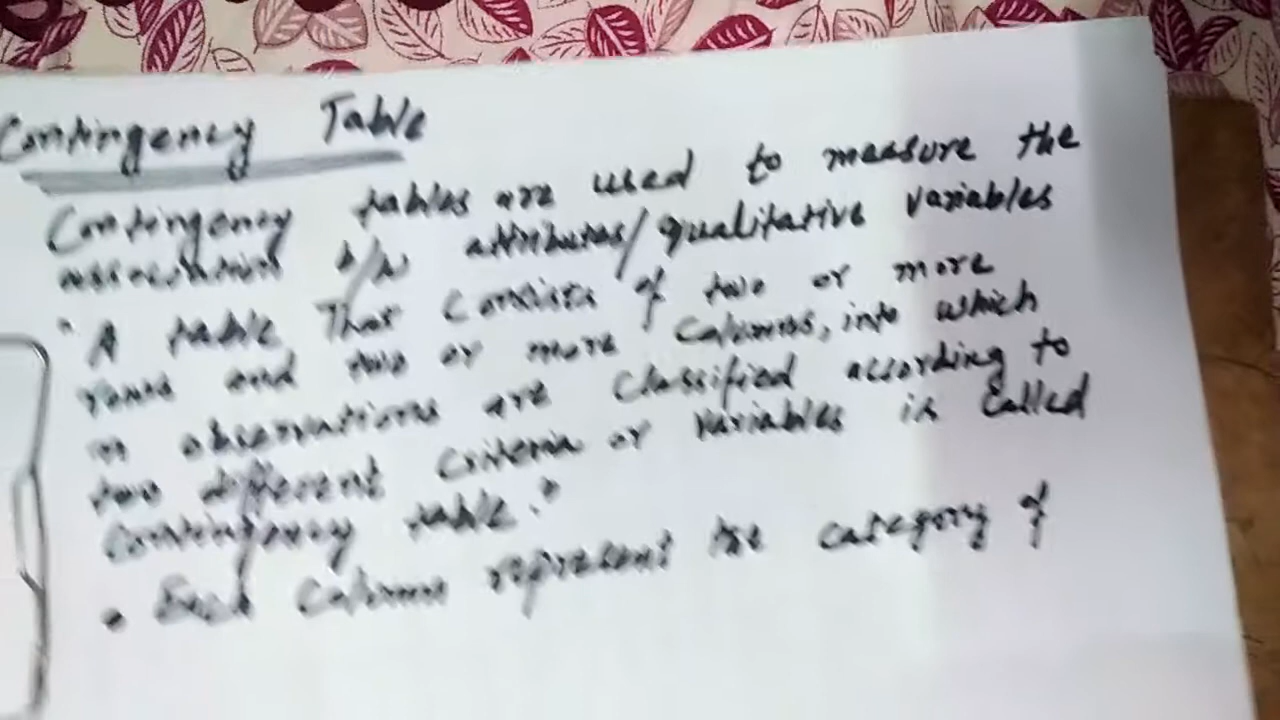 Contingency Table
Contingency tables are used to measure the
association b/w attributes/qualitative variables
" A table That Consists of two or more
rows and two or more Columns, into which
n observations are Classified according to
two different Criteria or variables is Called
Contingency table."
• Each Column represent the category of